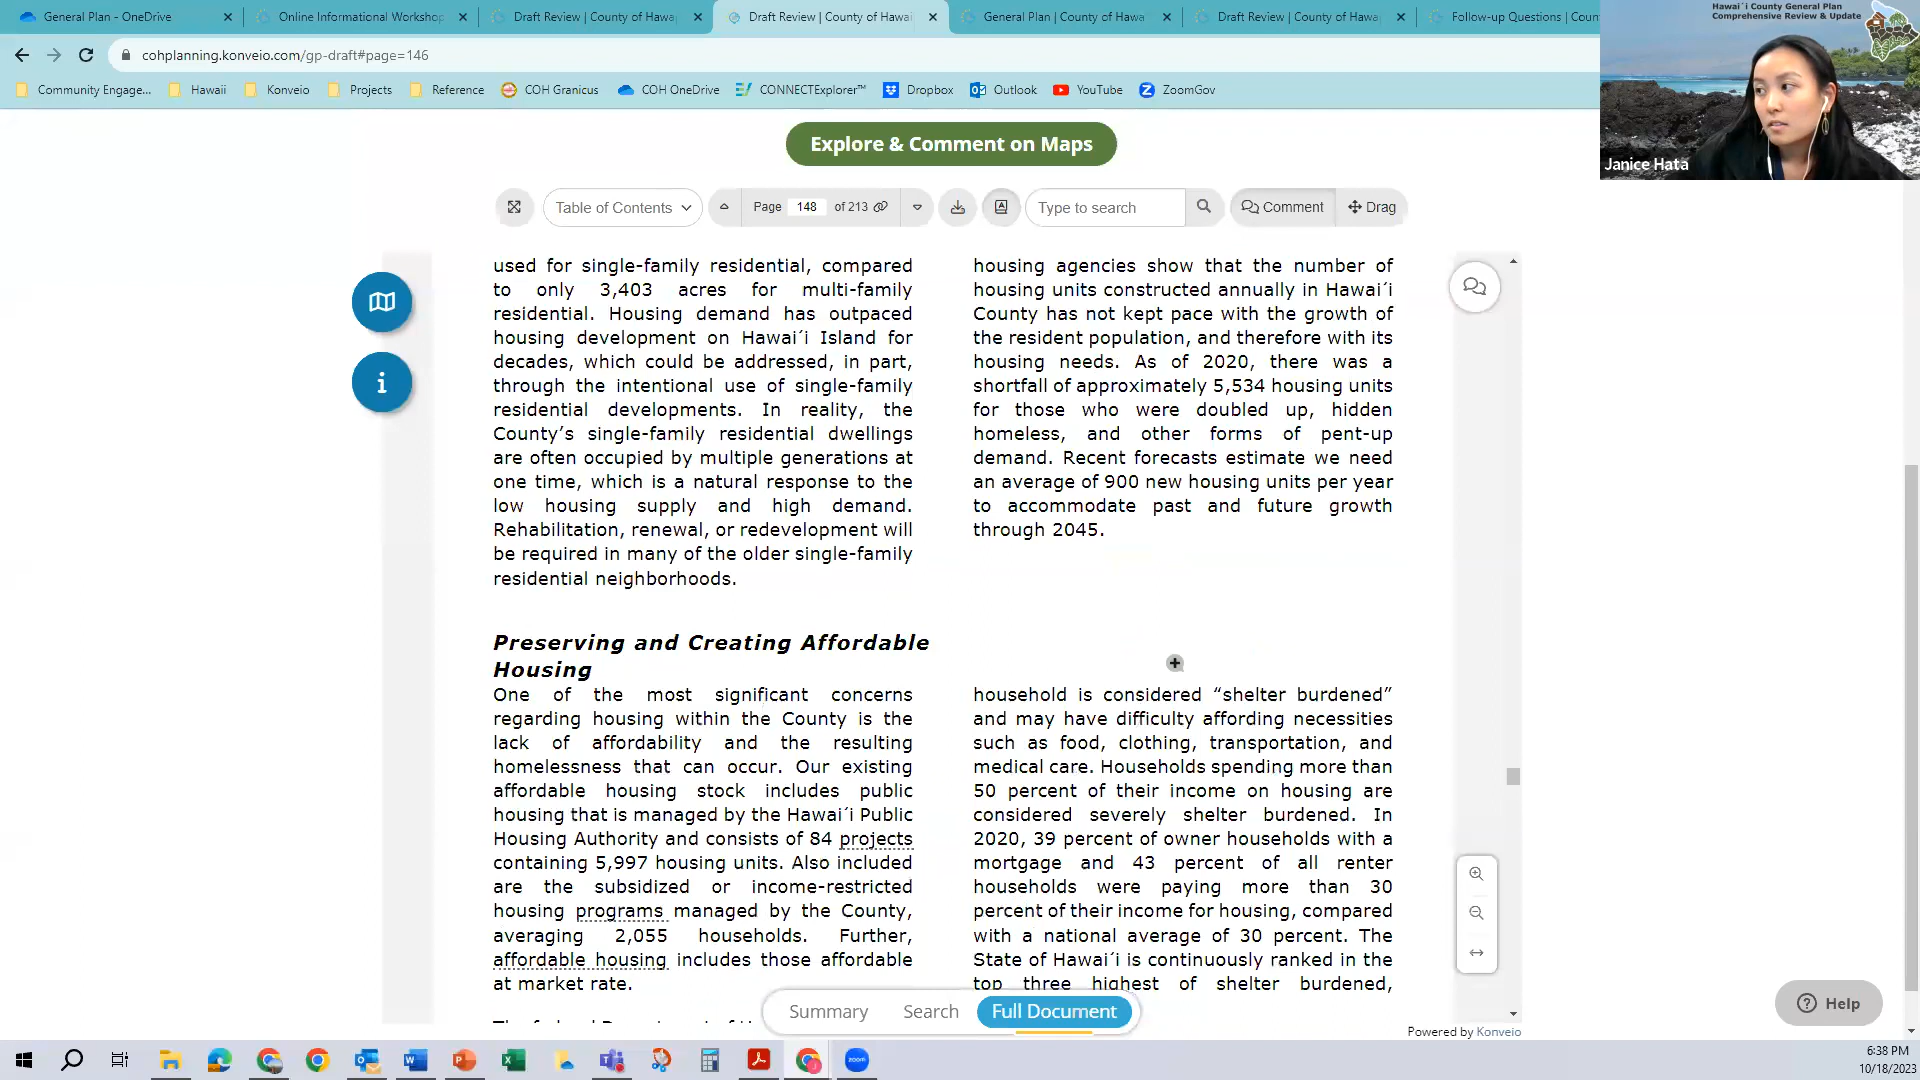 General Plan - OneDrive
Online Informational Workshop
Draft Review | County of Hawa
Draft Review | County of Hawai
General Plan | County of Hawa
Draft Review | County of Hawa
Follow-up Questions | Coun
Hawai´i County General Plan
Comprehensive Review & Update
cohplanning.konveio.com/gp-draft#page=146
Community Engage...
Hawaii
Konveio
Projects
Reference
COH Granicus
COH OneDrive
CONNECTExplorer™
Dropbox
Outlook
YouTube
ZoomGov
Janice Hata
Explore & Comment on Maps
Table of Contents
Page 148 of 213
Type to search
Comment
Drag
used for single-family residential, compared
to only 3,403 acres for multi-family
residential. Housing demand has outpaced
housing development on Hawai´i Island for
decades, which could be addressed, in part,
through the intentional use of single-family
residential developments. In reality, the
County’s single-family residential dwellings
are often occupied by multiple generations at
one time, which is a natural response to the
low housing supply and high demand.
Rehabilitation, renewal, or redevelopment will
be required in many of the older single-family
residential neighborhoods.
housing agencies show that the number of
housing units constructed annually in Hawai´i
County has not kept pace with the growth of
the resident population, and therefore with its
housing needs. As of 2020, there was a
shortfall of approximately 5,534 housing units
for those who were doubled up, hidden
homeless, and other forms of pent-up
demand. Recent forecasts estimate we need
an average of 900 new housing units per year
to accommodate past and future growth
through 2045.
Preserving and Creating Affordable
Housing
One of the most significant concerns
regarding housing within the County is the
lack of affordability and the resulting
homelessness that can occur. Our existing
affordable housing stock includes public
housing that is managed by the Hawai´i Public
Housing Authority and consists of 84 projects
containing 5,997 housing units. Also included
are the subsidized or income-restricted
housing programs managed by the County,
averaging 2,055 households. Further,
affordable housing includes those affordable
at market rate.
household is considered “shelter burdened”
and may have difficulty affording necessities
such as food, clothing, transportation, and
medical care. Households spending more than
50 percent of their income on housing are
considered severely shelter burdened. In
2020, 39 percent of owner households with a
mortgage and 43 percent of all renter
households were paying more than 30
percent of their income for housing, compared
with a national average of 30 percent. The
State of Hawai´i is continuously ranked in the
top three highest of shelter burdened,
Summary
Search
Full Document
Help
Powered by Konveio
6:38 PM
10/18/2023